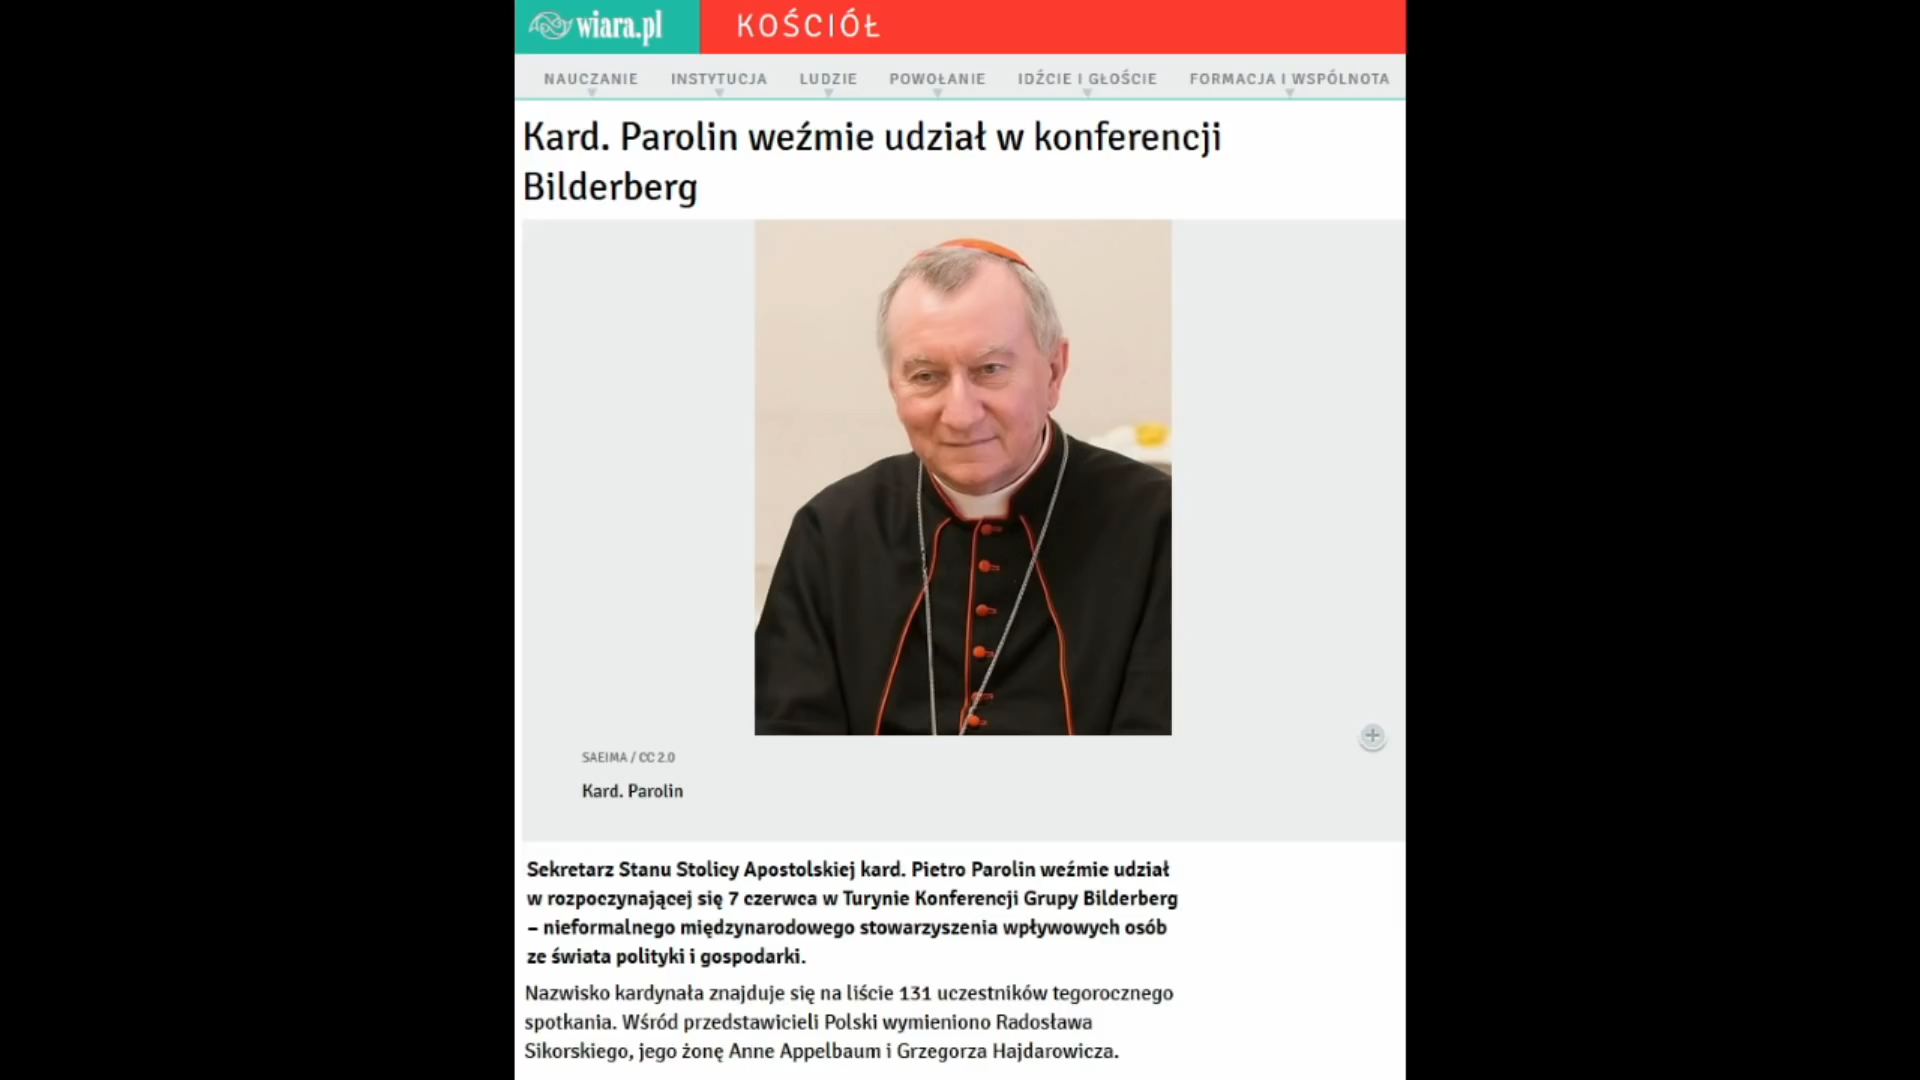 wiara.pl
KOŚCIÓŁ
NAUCZANIE INSTYTUCJA LUDZIE POWOŁANIE IDŹCIE I GŁOŚCIE FORMACJA I WSPÓLNOTA
Kard. Parolin weźmie udział w konferencji
Bilderberg
SAEIMA / CC 2.0
Kard. Parolin
Sekretarz Stanu Stolicy Apostolskiej kard. Pietro Parolin weźmie udział
w rozpoczynającej się 7 czerwca w Turynie Konferencji Grupy Bilderberg
– nieformalnego międzynarodowego stowarzyszenia wpływowych osób
ze świata polityki i gospodarki.
Nazwisko kardynała znajduje się na liście 131 uczestników tegorocznego
spotkania. Wśród przedstawicieli Polski wymieniono Radosława
Sikorskiego, jego żonę Anne Appelbaum i Grzegorza Hajdarowicza.